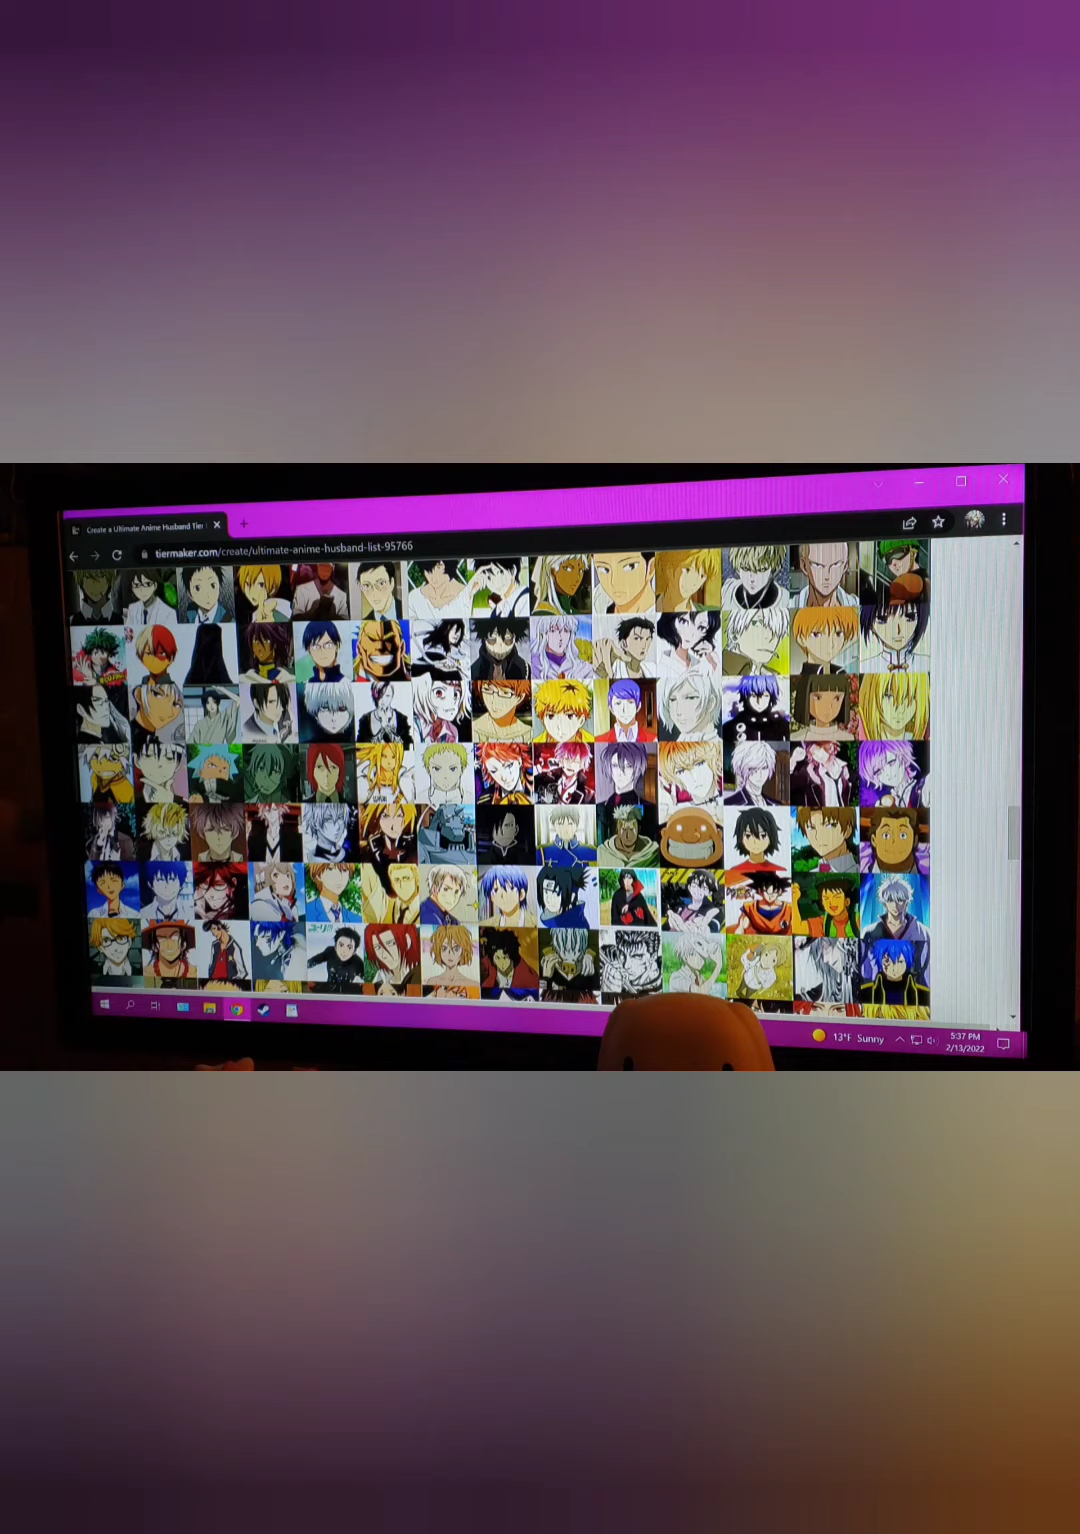 Create a Ultimate Anime Husband Tier
tiermaker.com/create/ultimate-anime-husband-list-95766
13°F Sunny
5:37 PM
2/13/2022